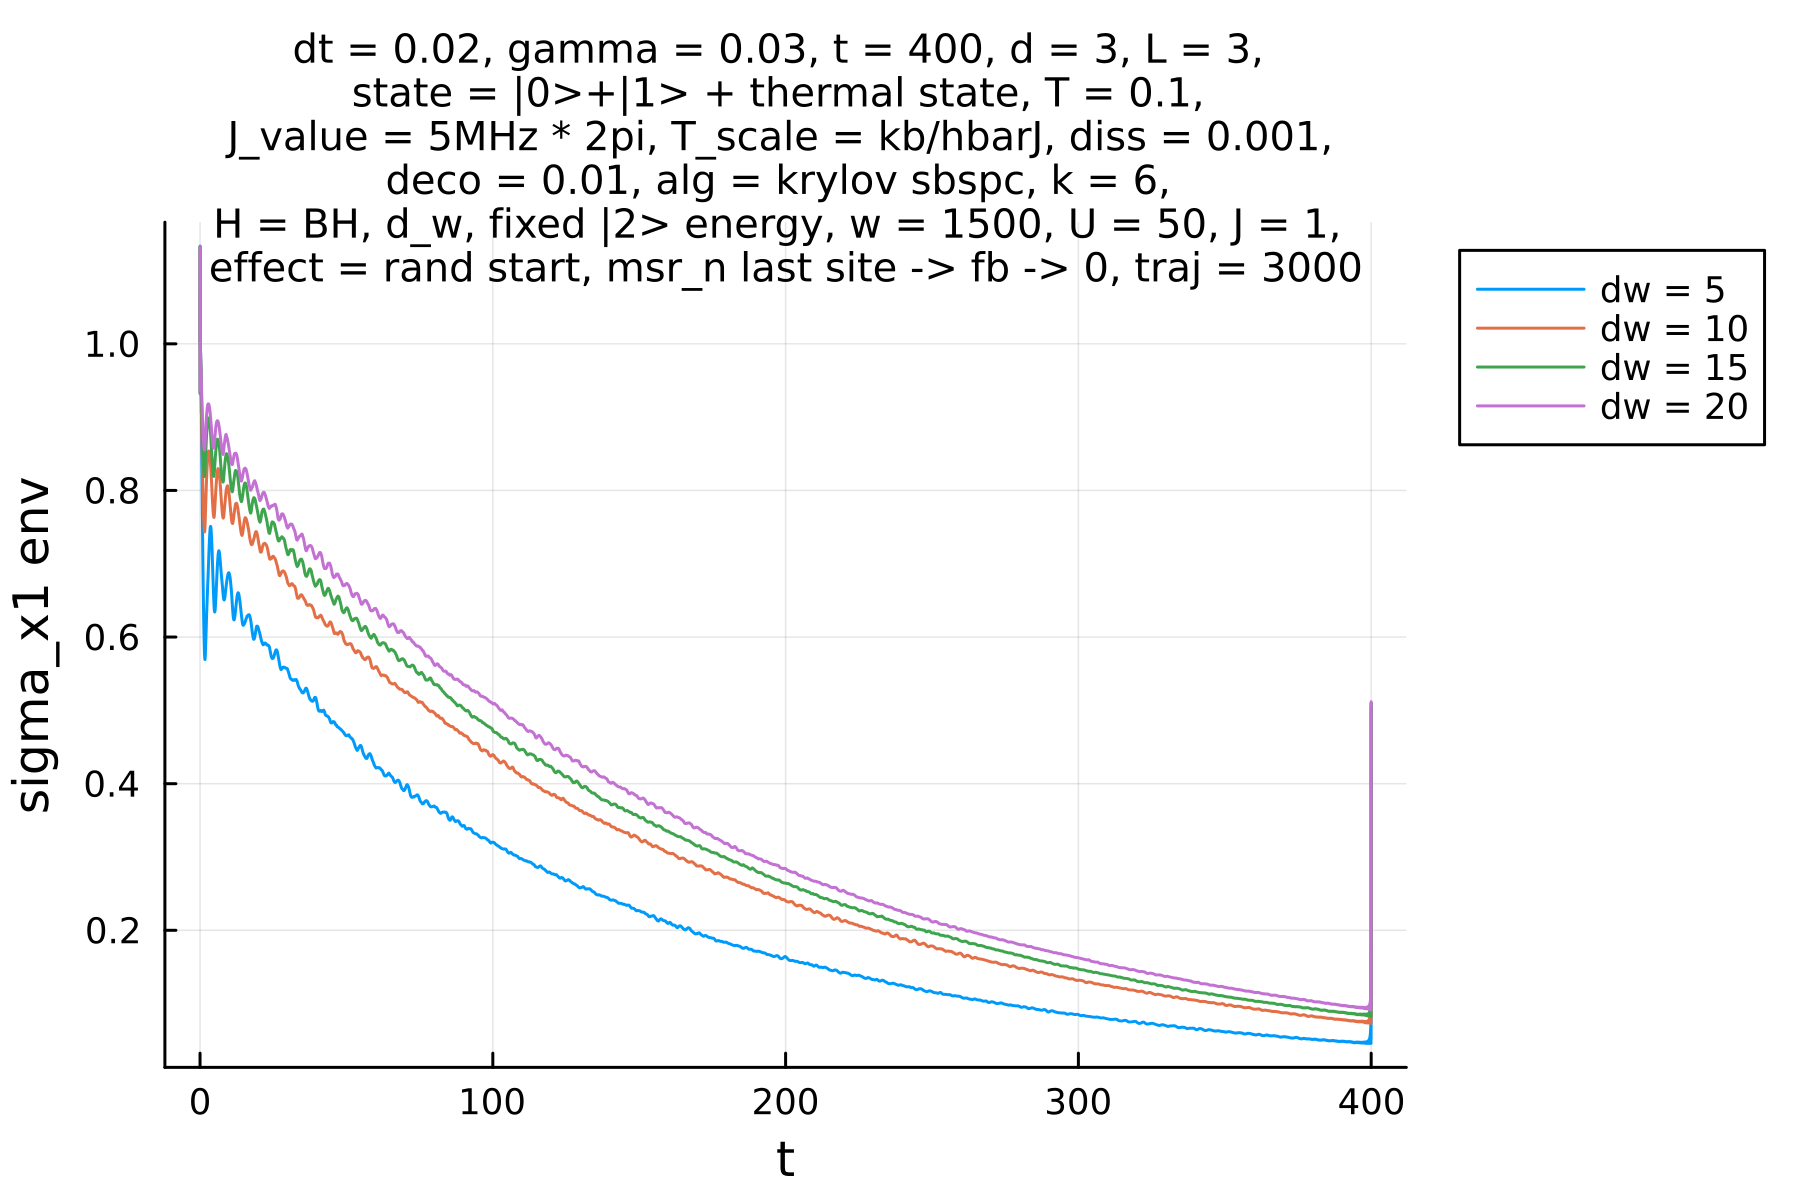 dt = 0.02, gamma = 0.03, t = 400, d = 3, L = 3,
state = |0>+|1> + thermal state, T = 0.1,
J_value = 5MHz * 2pi, T_scale = kb/hbarJ, diss = 0.001,
deco = 0.01, alg = krylov sbspc, k = 6,
H = BH, d_w, fixed |2> energy, w = 1500, U = 50, J = 1,
effect = rand start, msr_n last site -> fb -> 0, traj = 3000
dw = 5
dw = 10
dw = 15
dw = 20
sigma_x1 env
1.0
0.8
0.6
0.4
0.2
0
100
200
300
400
t